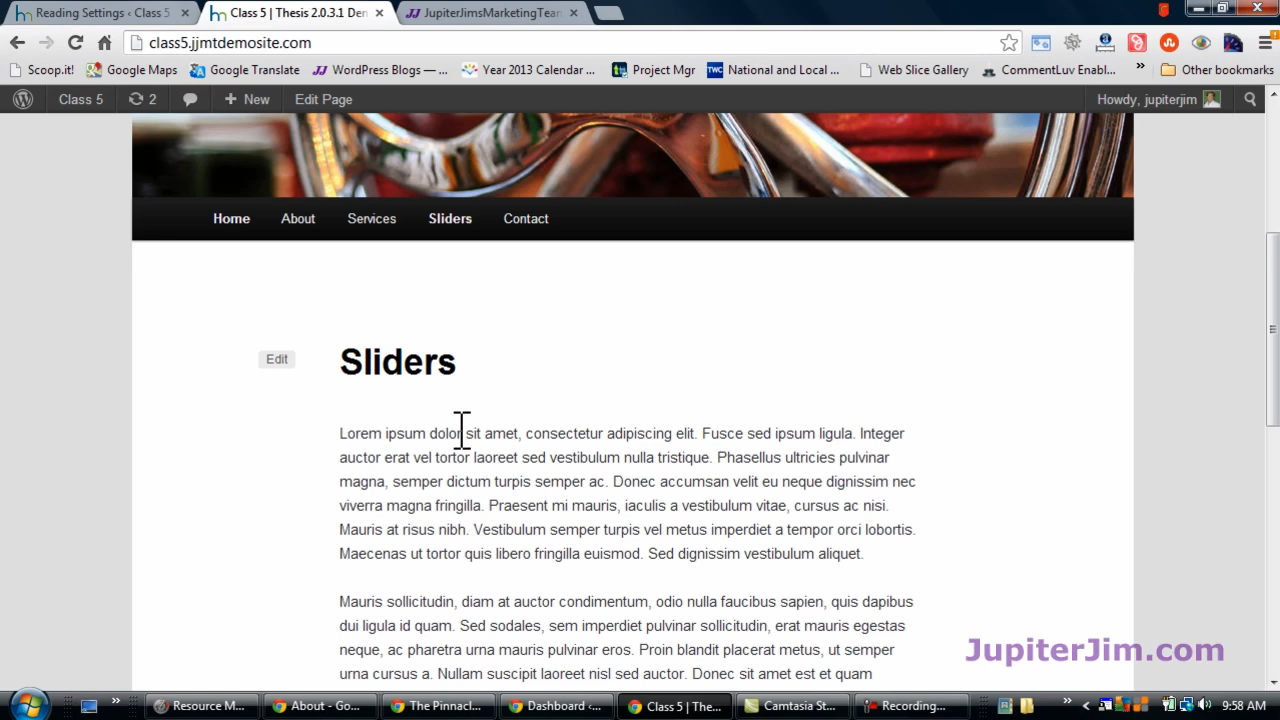 Reading Settings ‹ Class 5
Class 5 | Thesis 2.0.3.1 Den
JupiterJimsMarketingTean
class5.jjmtdemosite.com
Scoop.it!
Google Maps
Google Translate
WordPress Blogs — ...
Year 2013 Calendar ...
Project Mgr
TWC
National and Local ...
Web Slice Gallery
CommentLuv Enabl...
Other bookmarks
Class 5
2
New
Edit Page
Howdy, jupiterjim
Home
About
Services
Sliders
Contact
Edit
Sliders
Lorem ipsum dolor sit amet, consectetur adipiscing elit. Fusce sed ipsum ligula. Integer
auctor erat vel tortor laoreet sed vestibulum nulla tristique. Phasellus ultricies pulvinar
magna, semper dictum turpis semper ac. Donec accumsan velit eu neque dignissim nec
viverra magna fringilla. Praesent mi mauris, iaculis a vestibulum vitae, cursus ac nisi.
Mauris at risus nibh. Vestibulum semper turpis vel metus imperdiet a tempor orci lobortis.
Maecenas ut tortor quis libero fringilla euismod. Sed dignissim vestibulum aliquet.
Mauris sollicitudin, diam at auctor condimentum, odio nulla faucibus sapien, quis dapibus
dui ligula id quam. Sed sodales, sem imperdiet pulvinar sollicitudin, erat mauris egestas
neque, ac pharetra urna mauris pulvinar eros. Proin blandit placerat metus, ut semper
urna cursus a. Nullam suscipit laoreet nisl sed auctor. Donec sit amet est et quam
JupiterJim.com
Resource M...
About - Go...
The Pinnacl...
Dashboard ‹...
Class 5 | The...
Camtasia St...
Recording...
9:58 AM